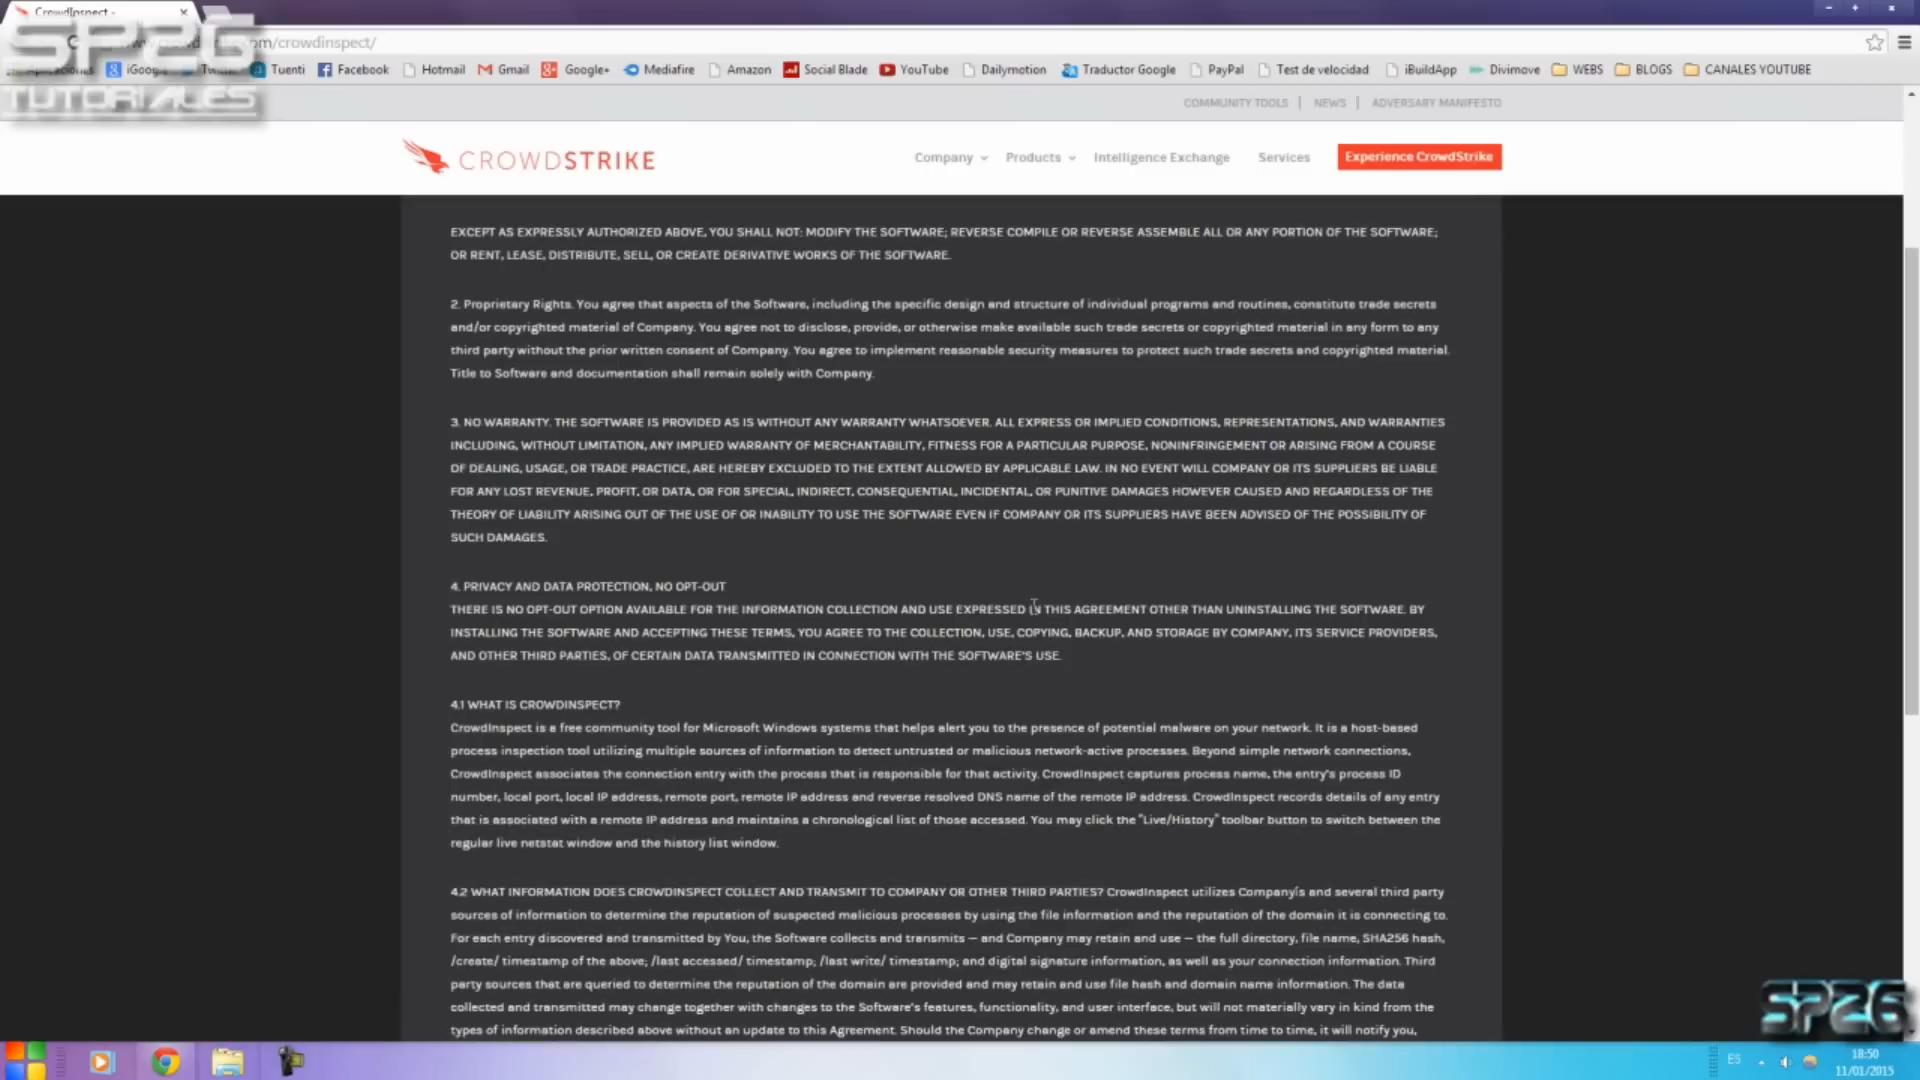 CrowdInspect -
SPZG
TUTORIALES
www.crowdstrike.com/crowdinspect/
Aplicaciones iGoogle Twitter Tuenti Facebook Hotmail Gmail Google+ Mediafire Amazon Social Blade YouTube Dailymotion Traductor Google PayPal Test de velocidad iBuildApp Divimove WEBS BLOGS CANALES YOUTUBE
COMMUNITY TOOLS | NEWS | ADVERSARY MANIFESTO
CROWDSTRIKE
Company Products Intelligence Exchange Services Experience CrowdStrike
EXCEPT AS EXPRESSLY AUTHORIZED ABOVE, YOU SHALL NOT: MODIFY THE SOFTWARE; REVERSE COMPILE OR REVERSE ASSEMBLE ALL OR ANY PORTION OF THE SOFTWARE;
OR RENT, LEASE, DISTRIBUTE, SELL, OR CREATE DERIVATIVE WORKS OF THE SOFTWARE.
2. Proprietary Rights. You agree that aspects of the Software, including the specific design and structure of individual programs and routines, constitute trade secrets
and/or copyrighted material of Company. You agree not to disclose, provide, or otherwise make available such trade secrets or copyrighted material in any form to any
third party without the prior written consent of Company. You agree to implement reasonable security measures to protect such trade secrets and copyrighted material.
Title to Software and documentation shall remain solely with Company.
3. NO WARRANTY. THE SOFTWARE IS PROVIDED AS IS WITHOUT ANY WARRANTY WHATSOEVER. ALL EXPRESS OR IMPLIED CONDITIONS, REPRESENTATIONS, AND WARRANTIES
INCLUDING, WITHOUT LIMITATION, ANY IMPLIED WARRANTY OF MERCHANTABILITY, FITNESS FOR A PARTICULAR PURPOSE, NONINFRINGEMENT OR ARISING FROM A COURSE
OF DEALING, USAGE, OR TRADE PRACTICE, ARE HEREBY EXCLUDED TO THE EXTENT ALLOWED BY APPLICABLE LAW. IN NO EVENT WILL COMPANY OR ITS SUPPLIERS BE LIABLE
FOR ANY LOST REVENUE, PROFIT, OR DATA, OR FOR SPECIAL, INDIRECT, CONSEQUENTIAL, INCIDENTAL, OR PUNITIVE DAMAGES HOWEVER CAUSED AND REGARDLESS OF THE
THEORY OF LIABILITY ARISING OUT OF THE USE OF OR INABILITY TO USE THE SOFTWARE EVEN IF COMPANY OR ITS SUPPLIERS HAVE BEEN ADVISED OF THE POSSIBILITY OF
SUCH DAMAGES.
4. PRIVACY AND DATA PROTECTION, NO OPT-OUT
THERE IS NO OPT-OUT OPTION AVAILABLE FOR THE INFORMATION COLLECTION AND USE EXPRESSED IN THIS AGREEMENT OTHER THAN UNINSTALLING THE SOFTWARE. BY
INSTALLING THE SOFTWARE AND ACCEPTING THESE TERMS, YOU AGREE TO THE COLLECTION, USE, COPYING, BACKUP, AND STORAGE BY COMPANY, ITS SERVICE PROVIDERS,
AND OTHER THIRD PARTIES, OF CERTAIN DATA TRANSMITTED IN CONNECTION WITH THE SOFTWARE'S USE.
4.1 WHAT IS CROWDINSPECT?
CrowdInspect is a free community tool for Microsoft Windows systems that helps alert you to the presence of potential malware on your network. It is a host-based
process inspection tool utilizing multiple sources of information to detect untrusted or malicious network-active processes. Beyond simple network connections,
CrowdInspect associates the connection entry with the process that is responsible for that activity. CrowdInspect captures process name, the entry's process ID
number, local port, local IP address, remote port, remote IP address and reverse resolved DNS name of the remote IP address. CrowdInspect records details of any entry
that is associated with a remote IP address and maintains a chronological list of those accessed. You may click the "Live/History" toolbar button to switch between the
regular live netstat window and the history list window.
4.2 WHAT INFORMATION DOES CROWDINSPECT COLLECT AND TRANSMIT TO COMPANY OR OTHER THIRD PARTIES? CrowdInspect utilizes Company's and several third party
sources of information to determine the reputation of suspected malicious processes by using the file information and the reputation of the domain it is connecting to.
For each entry discovered and transmitted by You, the Software collects and transmits — and Company may retain and use — the full directory, file name, SHA256 hash,
/create/ timestamp of the above; /last accessed/ timestamp; /last write/ timestamp; and digital signature information, as well as your connection information. Third
party sources that are queried to determine the reputation of the domain are provided and may retain and use file hash and domain name information. The data
collected and transmitted may change together with changes to the Software's features, functionality, and user interface, but will not materially vary in kind from the
types of information described above without an update to this Agreement. Should the Company change or amend these terms from time to time, it will notify you,
SPZG
ES
18:50
11/01/2015